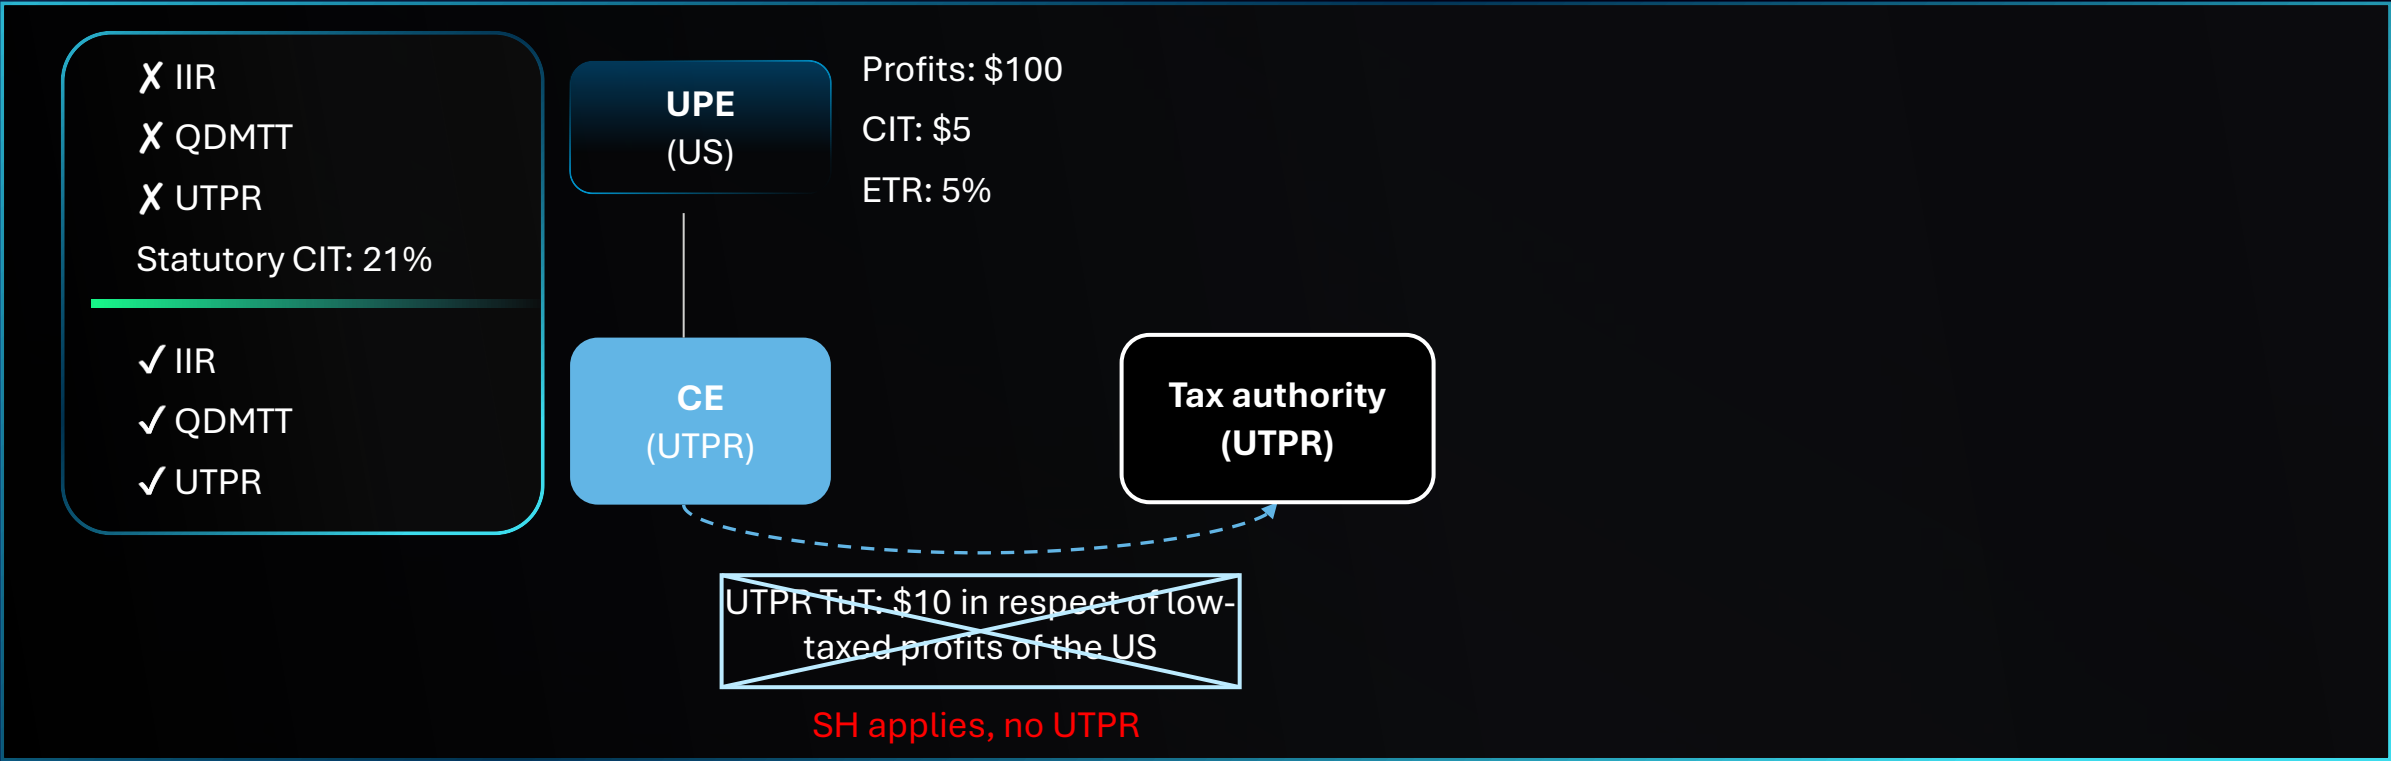 ✗ IIR
✗ QDMTT
✗ UTPR
Statutory CIT: 21%
✓ IIR
✓ QDMTT
✓ UTPR
UPE
(US)
Profits: $100
CIT: $5
ETR: 5%
CE
(UTPR)
Tax authority
(UTPR)
UTPR TuT: $10 in respect of low-
taxed profits of the US
SH applies, no UTPR